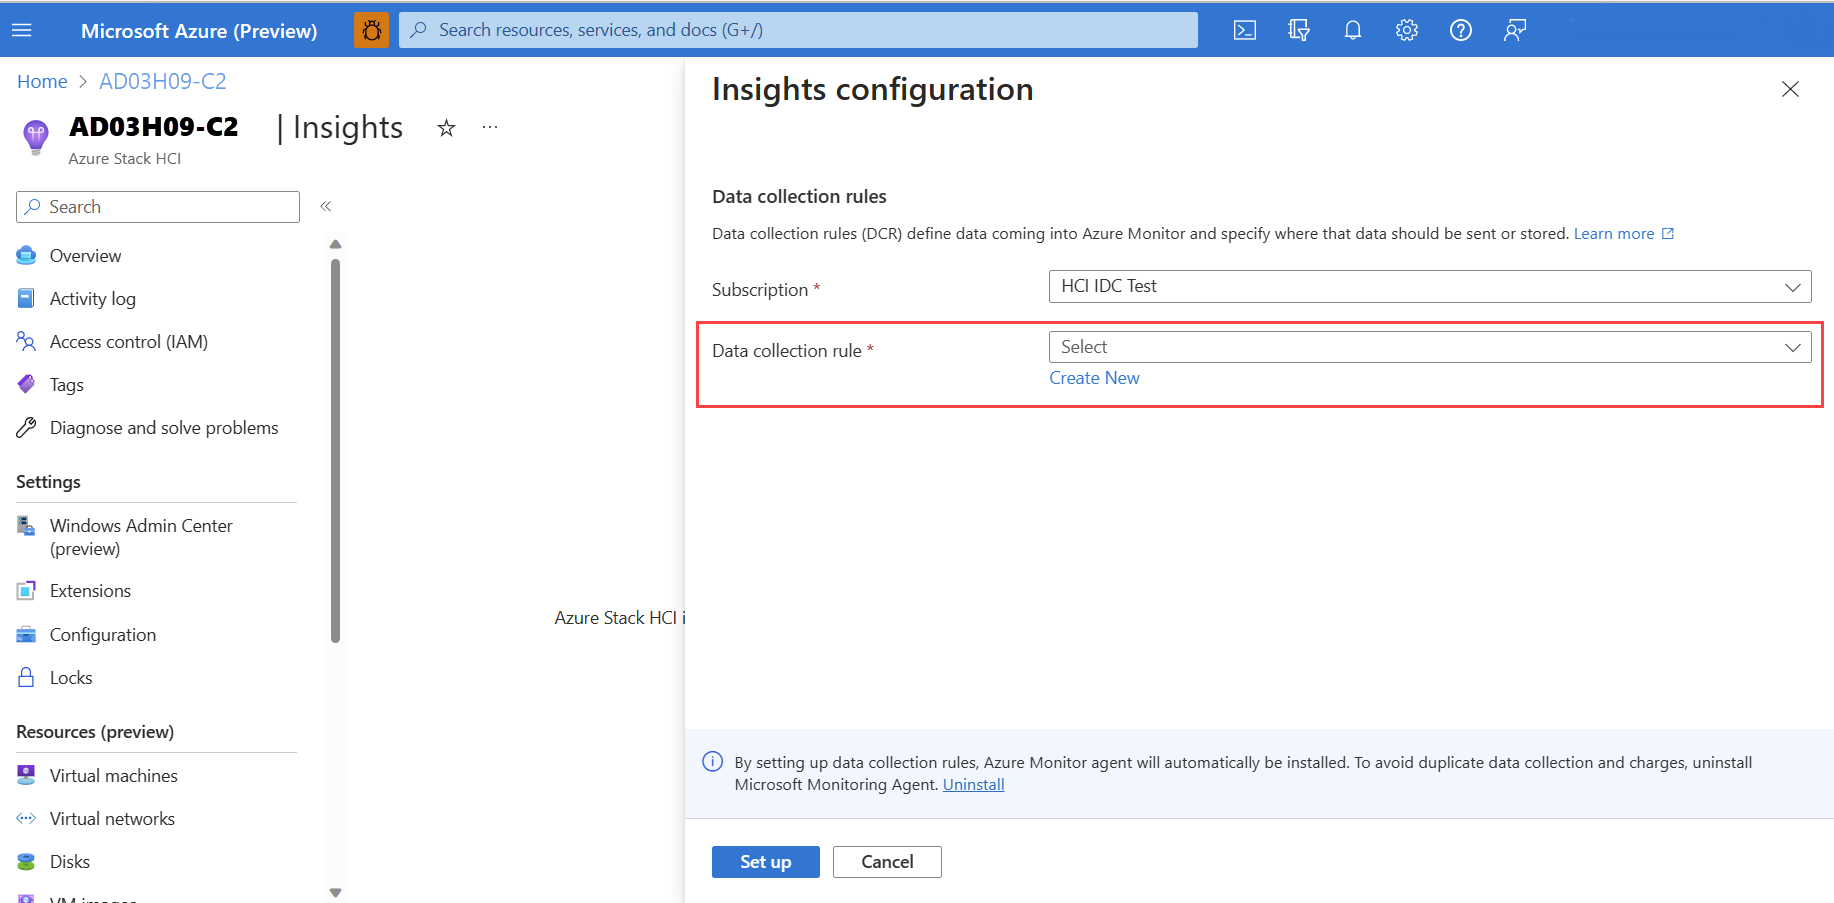 Microsoft Azure (Preview)
Search resources, services, and docs (G+/)
Home > AD03H09-C2
AD03H09-C2 | Insights
Azure Stack HCI
Search
Overview
Activity log
Access control (IAM)
Tags
Diagnose and solve problems
Settings
Windows Admin Center
(preview)
Extensions
Configuration
Locks
Resources (preview)
Virtual machines
Virtual networks
Disks
VM images
Azure Stack HCI i
Insights configuration
Data collection rules
Data collection rules (DCR) define data coming into Azure Monitor and specify where that data should be sent or stored. Learn more
Subscription *
HCI IDC Test
Data collection rule *
Select
Create New
By setting up data collection rules, Azure Monitor agent will automatically be installed. To avoid duplicate data collection and charges, uninstall
Microsoft Monitoring Agent. Uninstall
Set up
Cancel